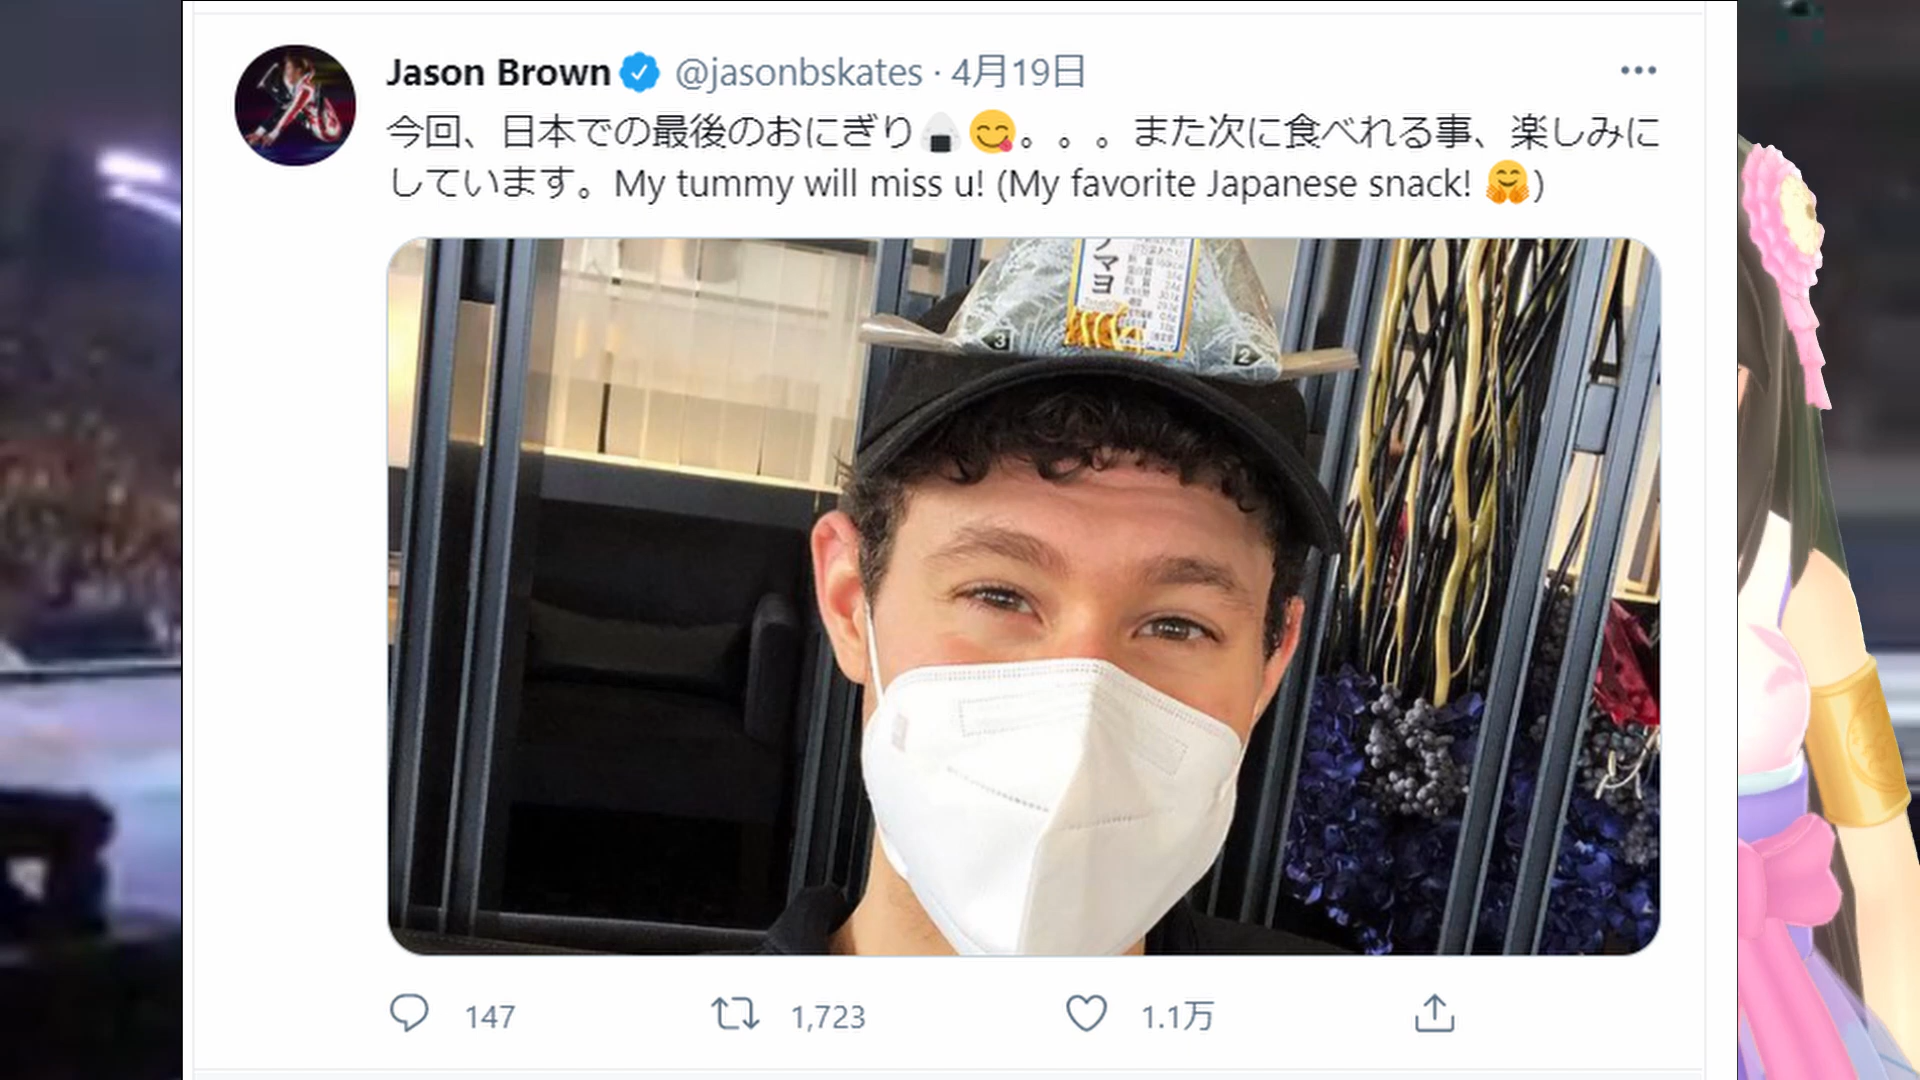 Jason Brown @jasonbskates · 4月19日
今回、日本での最後のおにぎり🍙😋。。。また次に食べれる事、楽しみに
しています。My tummy will miss u! (My favorite Japanese snack! 🤗)
マヨ
3
2
147
1,723
1.1万